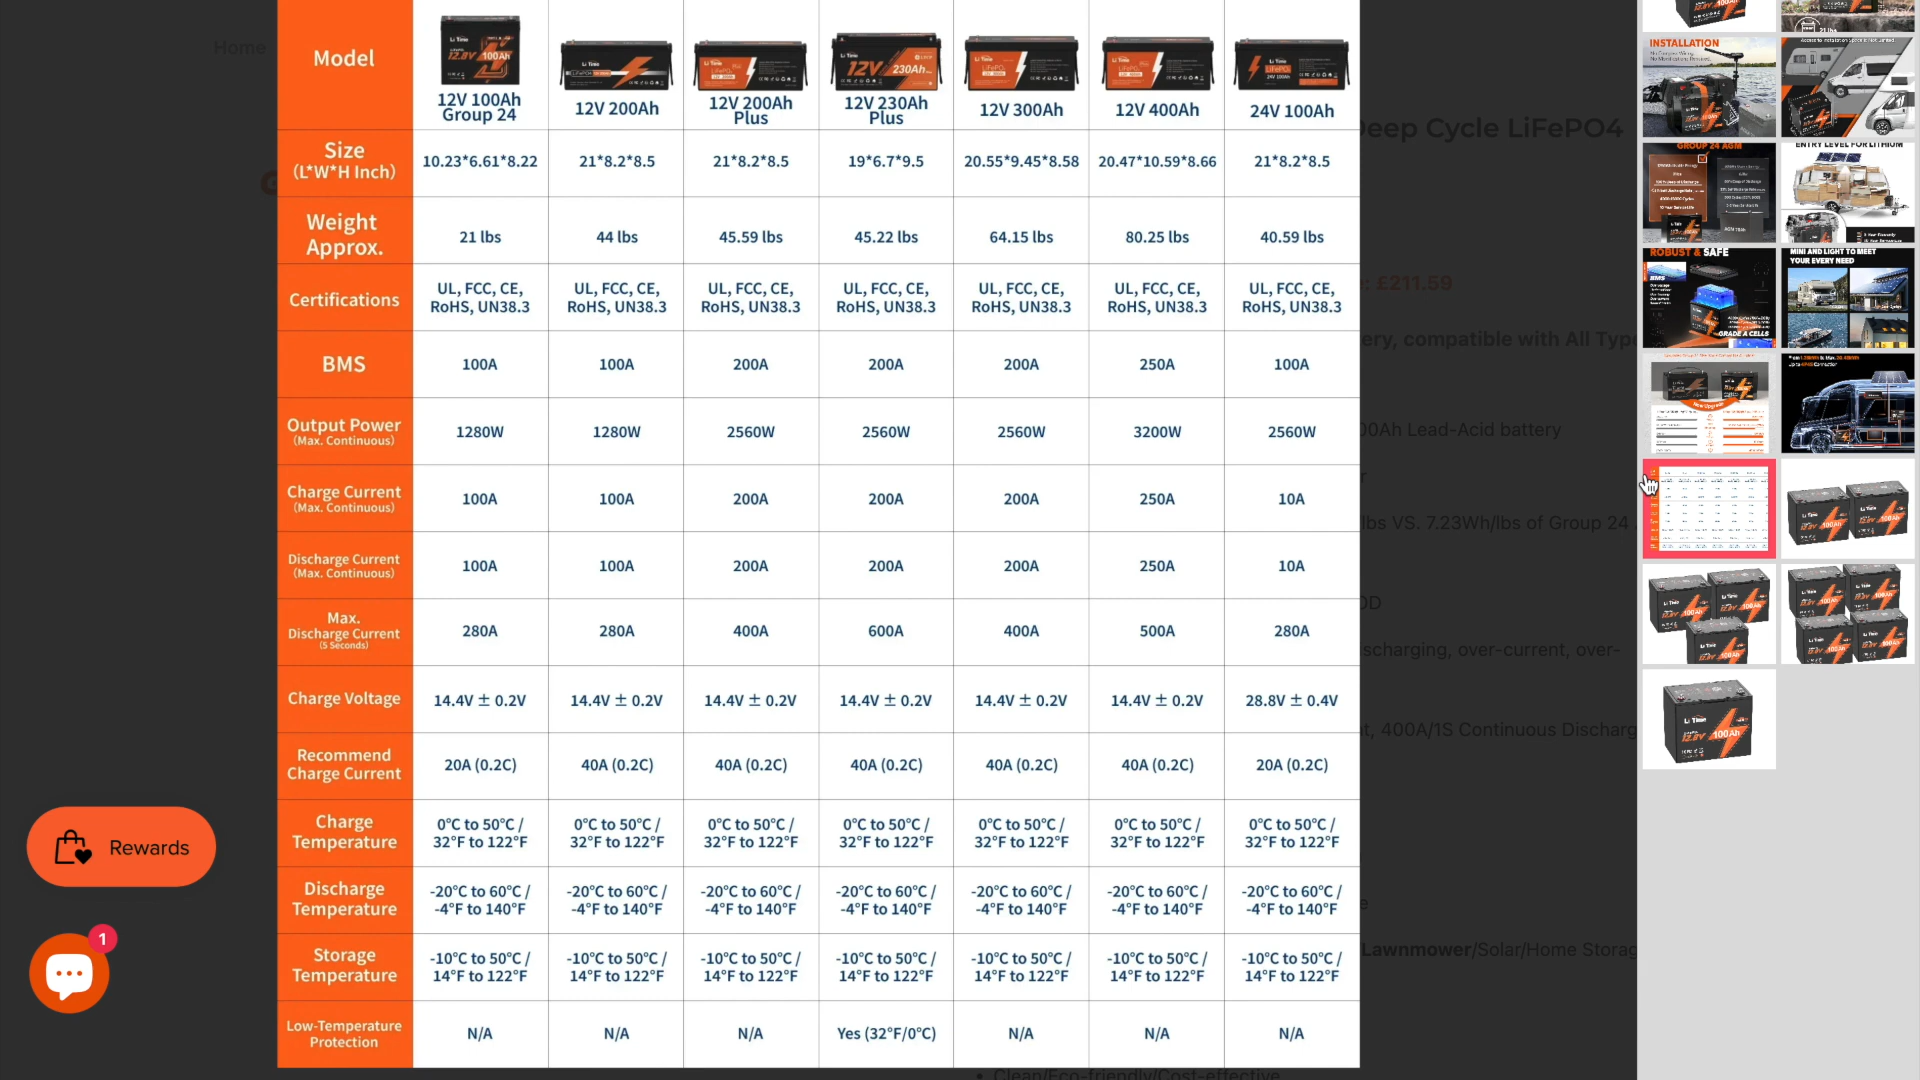 Home
Model
12V 100Ah
Group 24
12V 200Ah
12V 200Ah
Plus
12V 230Ah
Plus
12V 300Ah
12V 400Ah
24V 100Ah
Size
(L*W*H Inch)
10.23*6.61*8.22
21*8.2*8.5
21*8.2*8.5
19*6.7*9.5
20.55*9.45*8.58
20.47*10.59*8.66
21*8.2*8.5
Weight
Approx.
21 lbs
44 lbs
45.59 lbs
45.22 lbs
64.15 lbs
80.25 lbs
40.59 lbs
Certifications
UL, FCC, CE,
RoHS, UN38.3
UL, FCC, CE,
RoHS, UN38.3
UL, FCC, CE,
RoHS, UN38.3
UL, FCC, CE,
RoHS, UN38.3
UL, FCC, CE,
RoHS, UN38.3
UL, FCC, CE,
RoHS, UN38.3
UL, FCC, CE,
RoHS, UN38.3
BMS
100A
100A
200A
200A
200A
250A
100A
Output Power
(Max. Continuous)
1280W
1280W
2560W
2560W
2560W
3200W
2560W
Charge Current
(Max. Continuous)
100A
100A
200A
200A
200A
250A
10A
Discharge Current
(Max. Continuous)
100A
100A
200A
200A
200A
250A
10A
Max.
Discharge Current
(5 Seconds)
280A
280A
400A
600A
400A
500A
280A
Charge Voltage
14.4V ± 0.2V
14.4V ± 0.2V
14.4V ± 0.2V
14.4V ± 0.2V
14.4V ± 0.2V
14.4V ± 0.2V
28.8V ± 0.4V
Recommend
Charge Current
20A (0.2C)
40A (0.2C)
40A (0.2C)
40A (0.2C)
40A (0.2C)
40A (0.2C)
20A (0.2C)
Charge
Temperature
0°C to 50°C /
32°F to 122°F
0°C to 50°C /
32°F to 122°F
0°C to 50°C /
32°F to 122°F
0°C to 50°C /
32°F to 122°F
0°C to 50°C /
32°F to 122°F
0°C to 50°C /
32°F to 122°F
0°C to 50°C /
32°F to 122°F
Discharge
Temperature
-20°C to 60°C /
-4°F to 140°F
-20°C to 60°C /
-4°F to 140°F
-20°C to 60°C /
-4°F to 140°F
-20°C to 60°C /
-4°F to 140°F
-20°C to 60°C /
-4°F to 140°F
-20°C to 60°C /
-4°F to 140°F
-20°C to 60°C /
-4°F to 140°F
Storage
Temperature
-10°C to 50°C /
14°F to 122°F
-10°C to 50°C /
14°F to 122°F
-10°C to 50°C /
14°F to 122°F
-10°C to 50°C /
14°F to 122°F
-10°C to 50°C /
14°F to 122°F
-10°C to 50°C /
14°F to 122°F
-10°C to 50°C /
14°F to 122°F
Low-Temperature
Protection
N/A
N/A
N/A
Yes (32°F/0°C)
N/A
N/A
N/A
Deep Cycle LiFePO4
: £211.59
ery, compatible with All Type
00Ah Lead-Acid battery
lbs VS. 7.23Wh/lbs of Group 24
OD
scharging, over-current, over-
t, 400A/1S Continuous Discharg
Lawnmower/Solar/Home Storag
Clean/Eco-friendly/Cost-effective
Rewards
1
INSTALLATION
GROUP 24 AGM
ENTRY LEVEL FOR LITHIUM
ROBUST & SAFE
BMS
GRADE A CELLS
MINI AND LIGHT TO MEET
YOUR EVERY NEED
Li Time
12.8V 100Ah